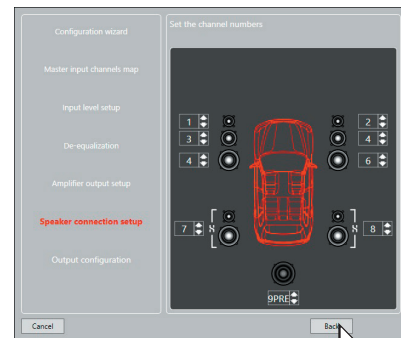 Configuration wizard
Master input channels map
Input level setup
De-equalization
Amplifier output setup
Speaker connection setup
Output configuration
Cancel
Set the channel numbers
1 2
3 4
4 6
7 8
9PRE
Back